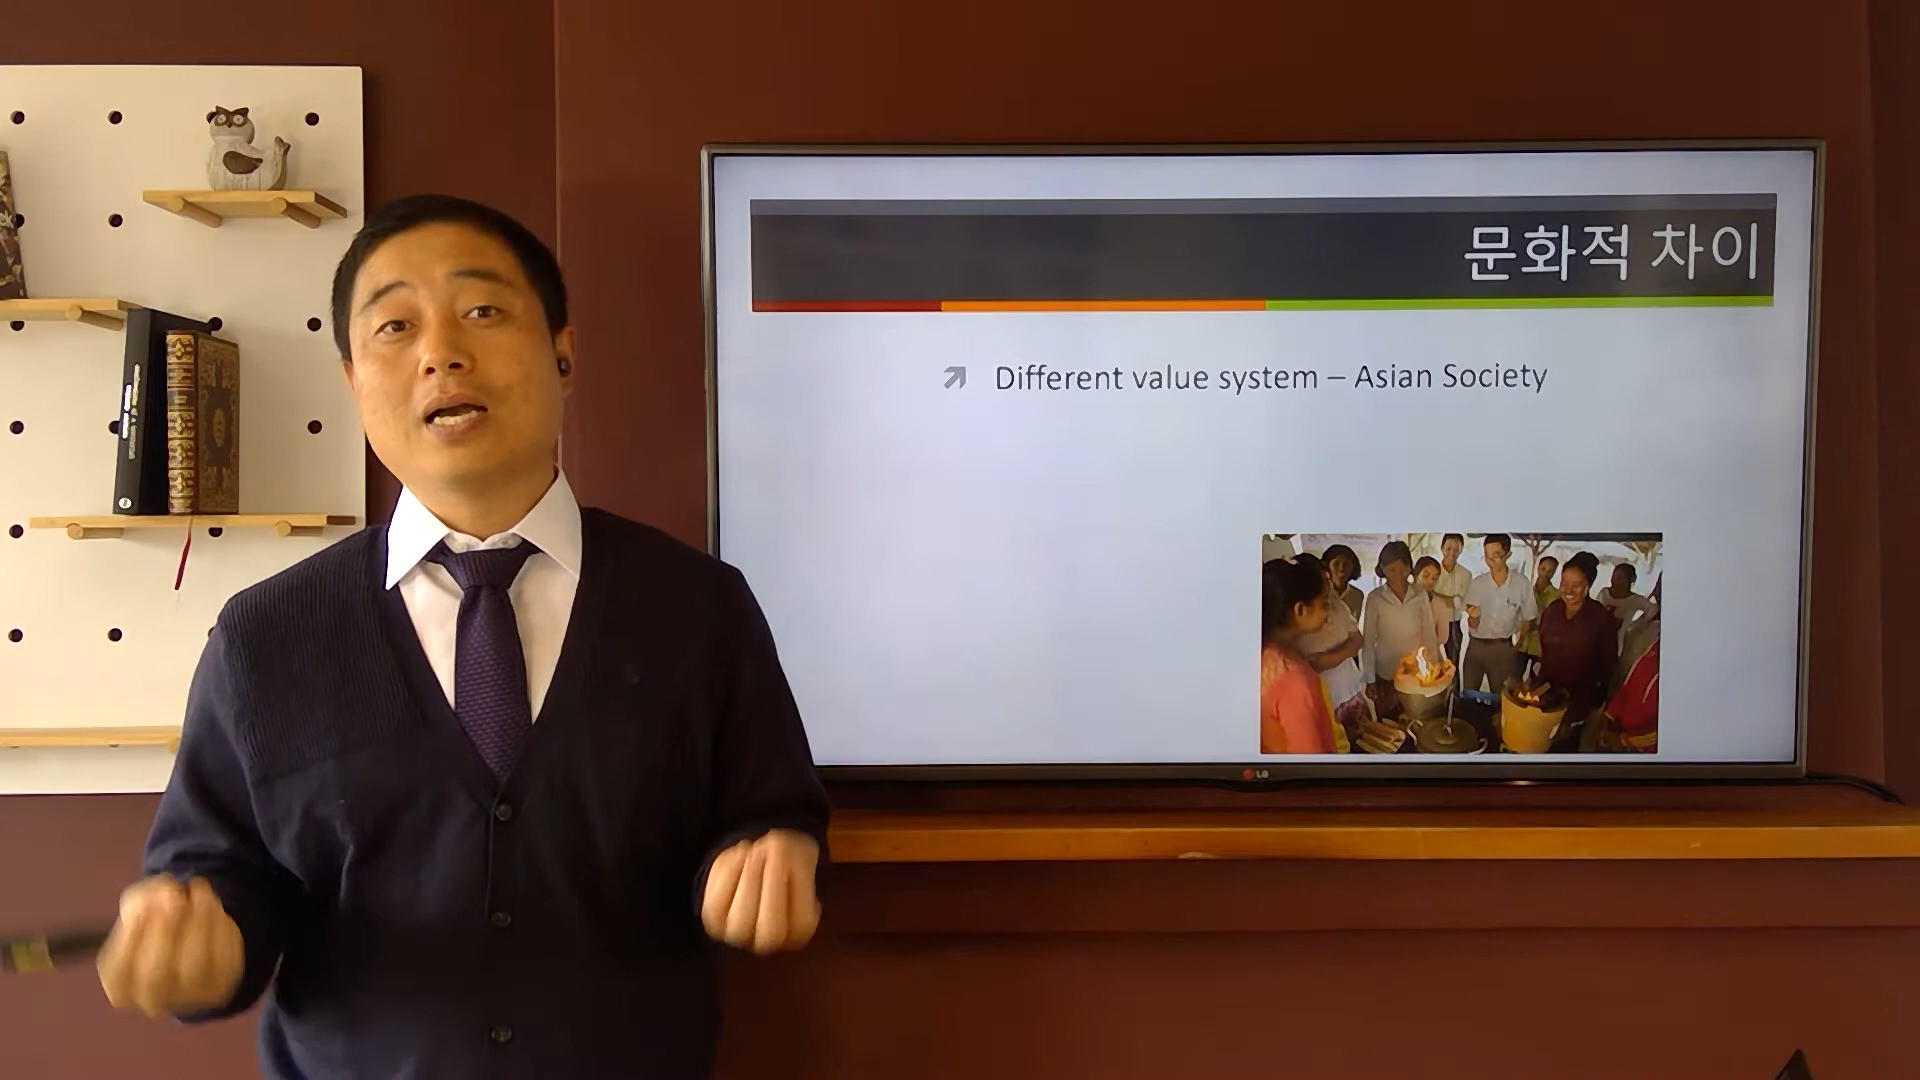 문화적 차이
Different value system – Asian Society
LG